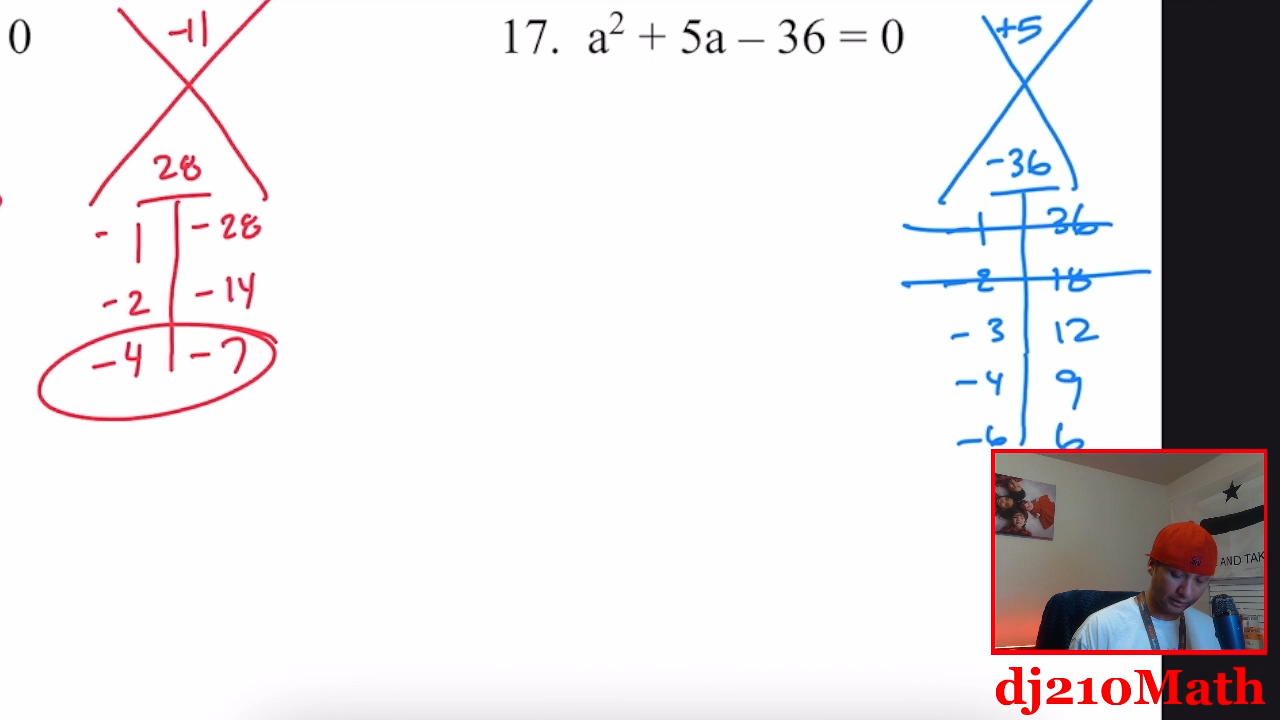 0
-11
28
- 1 - 28
- 2 - 14
- 4 - 7
17. a² + 5a – 36 = 0
+5
-36
- 1 36
- 2 18
- 3 12
- 4 9
- 6 6
AND TAK
dj210Math